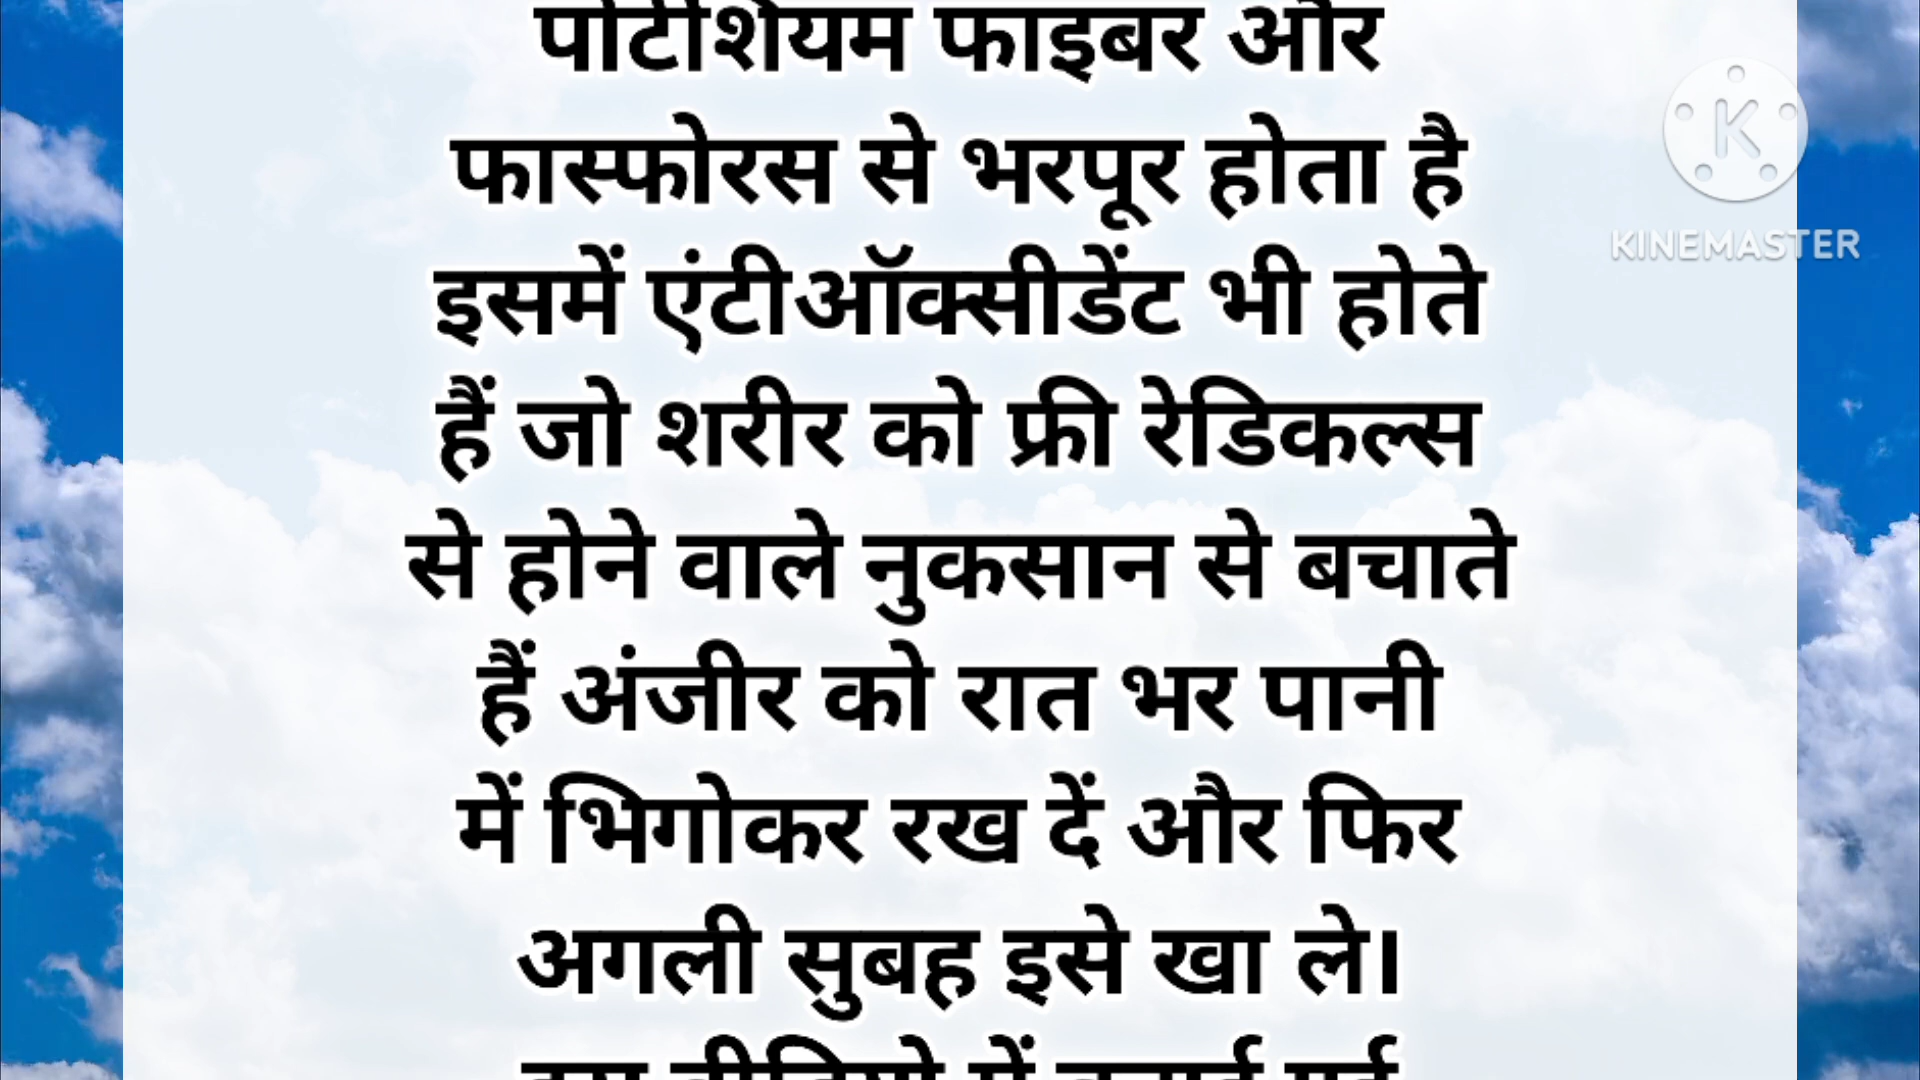 पोटेशियम फाइबर और
फास्फोरस से भरपूर होता है
इसमें एंटीऑक्सीडेंट भी होते
हैं जो शरीर को फ्री रेडिकल्स
से होने वाले नुकसान से बचाते
हैं अंजीर को रात भर पानी
में भिगोकर रख दें और फिर
अगली सुबह इसे खा ले।
K
KINEMASTER